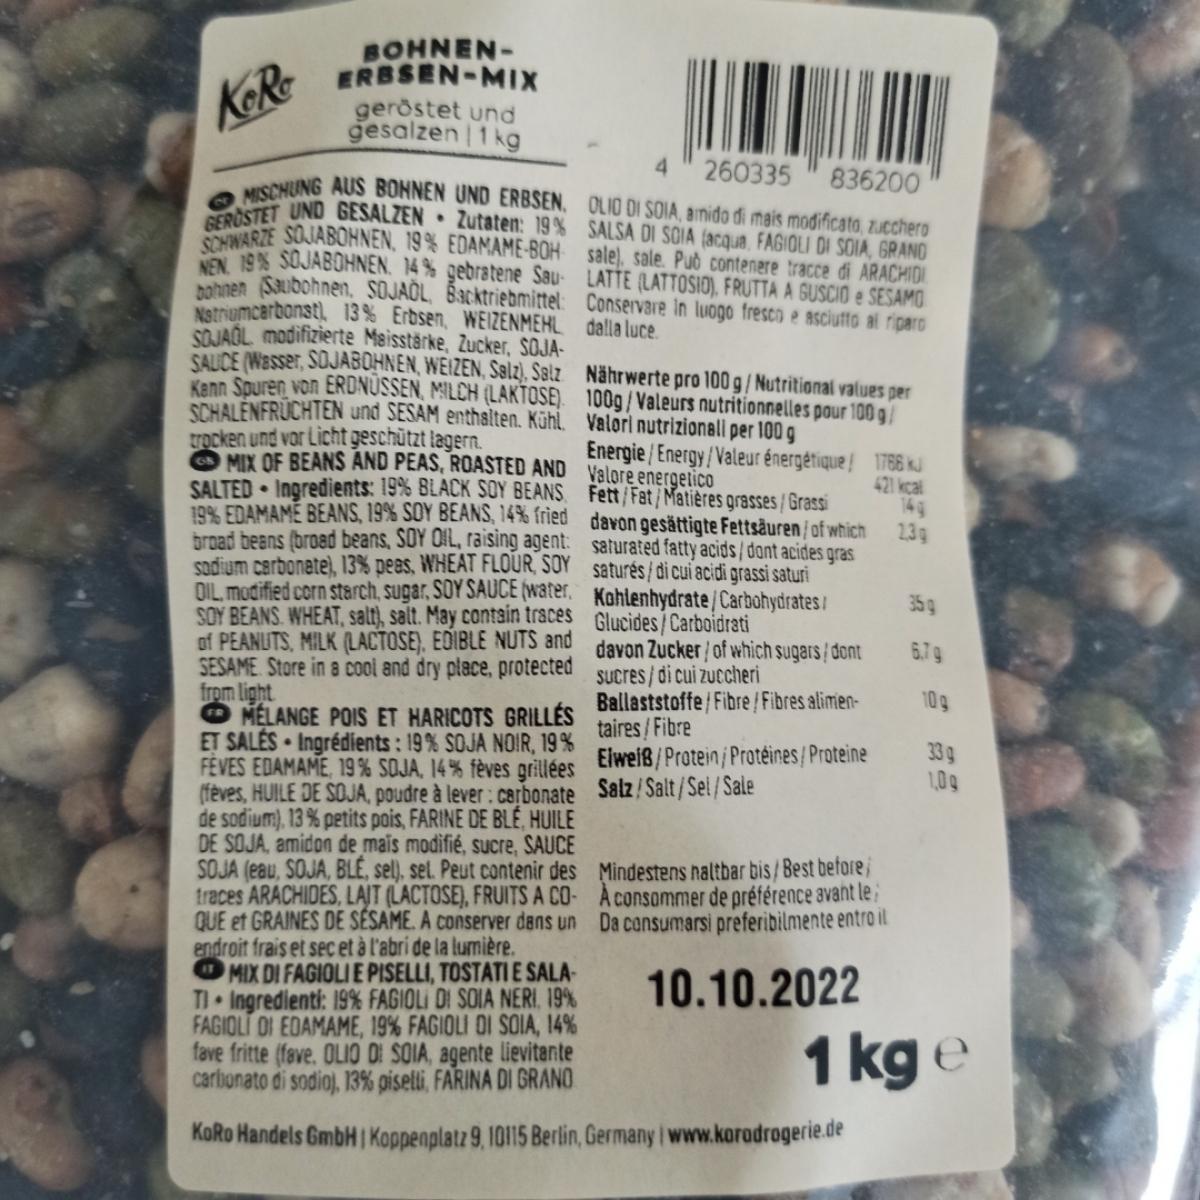 KoRo
BOHNEN-
ERBSEN-MIX
geröstet und
gesalzen | 1 kg
4 260335 836200
DE MISCHUNG AUS BOHNEN UND ERBSEN,
GERÖSTET UND GESALZEN • Zutaten: 19 %
SCHWARZE SOJABOHNEN, 19 % EDAMAME-BOH-
NEN, 19 % SOJABOHNEN, 14 % gebratene Sau-
bohnen (Saubohnen, SOJAÖL, Backtriebmittel:
Natriumcarbonat), 13 % Erbsen, WEIZENMEHL,
SOJAÖL, modifizierte Maisstärke, Zucker, SOJA-
SAUCE (Wasser, SOJABOHNEN, WEIZEN, Salz), Salz.
Kann Spuren von ERDNÜSSEN, MILCH (LAKTOSE),
SCHALENFRÜCHTEN und SESAM enthalten. Kühl,
trocken und vor Licht geschützt lagern.
GB MIX OF BEANS AND PEAS, ROASTED AND
SALTED • Ingredients: 19% BLACK SOY BEANS,
19% EDAMAME BEANS, 19% SOY BEANS, 14% fried
broad beans (broad beans, SOY OIL, raising agent:
sodium carbonate), 13% peas, WHEAT FLOUR, SOY
OIL, modified corn starch, sugar, SOY SAUCE (water,
SOY BEANS, WHEAT, salt), salt. May contain traces
of PEANUTS, MILK (LACTOSE), EDIBLE NUTS and
SESAME. Store in a cool and dry place, protected
from light.
FR MÉLANGE POIS ET HARICOTS GRILLÉS
ET SALÉS • Ingrédients : 19 % SOJA NOIR, 19 %
FÈVES EDAMAME, 19 % SOJA, 14 % fèves grillées
(fèves, HUILE DE SOJA, poudre à lever : carbonate
de sodium), 13 % petits pois, FARINE DE BLÉ, HUILE
DE SOJA, amidon de maïs modifié, sucre, SAUCE
SOJA (eau, SOJA, BLÉ, sel), sel. Peut contenir des
traces ARACHIDES, LAIT (LACTOSE), FRUITS A CO-
QUE et GRAINES DE SÉSAME. A conserver dans un
endroit frais et sec et à l'abri de la lumière.
IT MIX DI FAGIOLI E PISELLI, TOSTATI E SALA-
TI • Ingredienti: 19% FAGIOLI DI SOIA NERI, 19%
FAGIOLI DI EDAMAME, 19% FAGIOLI DI SOIA, 14%
fave fritte (fave, OLIO DI SOIA, agente lievitante
carbonato di sodio), 13% piselli, FARINA DI GRANO
OLIO DI SOIA, amido di mais modificato, zucchero
SALSA DI SOIA (acqua, FAGIOLI DI SOIA, GRANO
sale), sale. Può contenere tracce di ARACHIDI
LATTE (LATTOSIO), FRUTTA A GUSCIO e SESAMO.
Conservare in luogo fresco e asciutto al riparo
dalla luce.
Nährwerte pro 100 g / Nutritional values per
100g / Valeurs nutritionnelles pour 100 g /
Valori nutrizionali per 100 g
Energie / Energy / Valeur énergétique / 1766 kJ
Valore energetico 421 kcal
Fett / Fat / Matières grasses / Grassi 14 g
davon gesättigte Fettsäuren / of which 2,3 g
saturated fatty acids / dont acides gras
saturés / di cui acidi grassi saturi
Kohlenhydrate / Carbohydrates / 35 g
Glucides / Carboidrati
davon Zucker / of which sugars / dont 6,7 g
sucres / di cui zuccheri
Ballaststoffe / Fibre / Fibres alimen- 10 g
taires / Fibre
Eiweiß / Protein / Protéines / Proteine 33 g
Salz / Salt / Sel / Sale 1,0 g
Mindestens haltbar bis / Best before /
À consommer de préférence avant le /
Da consumarsi preferibilmente entro il
10.10.2022
1 kg e
KoRo Handels GmbH | Koppenplatz 9, 10115 Berlin, Germany | www.korodrogerie.de